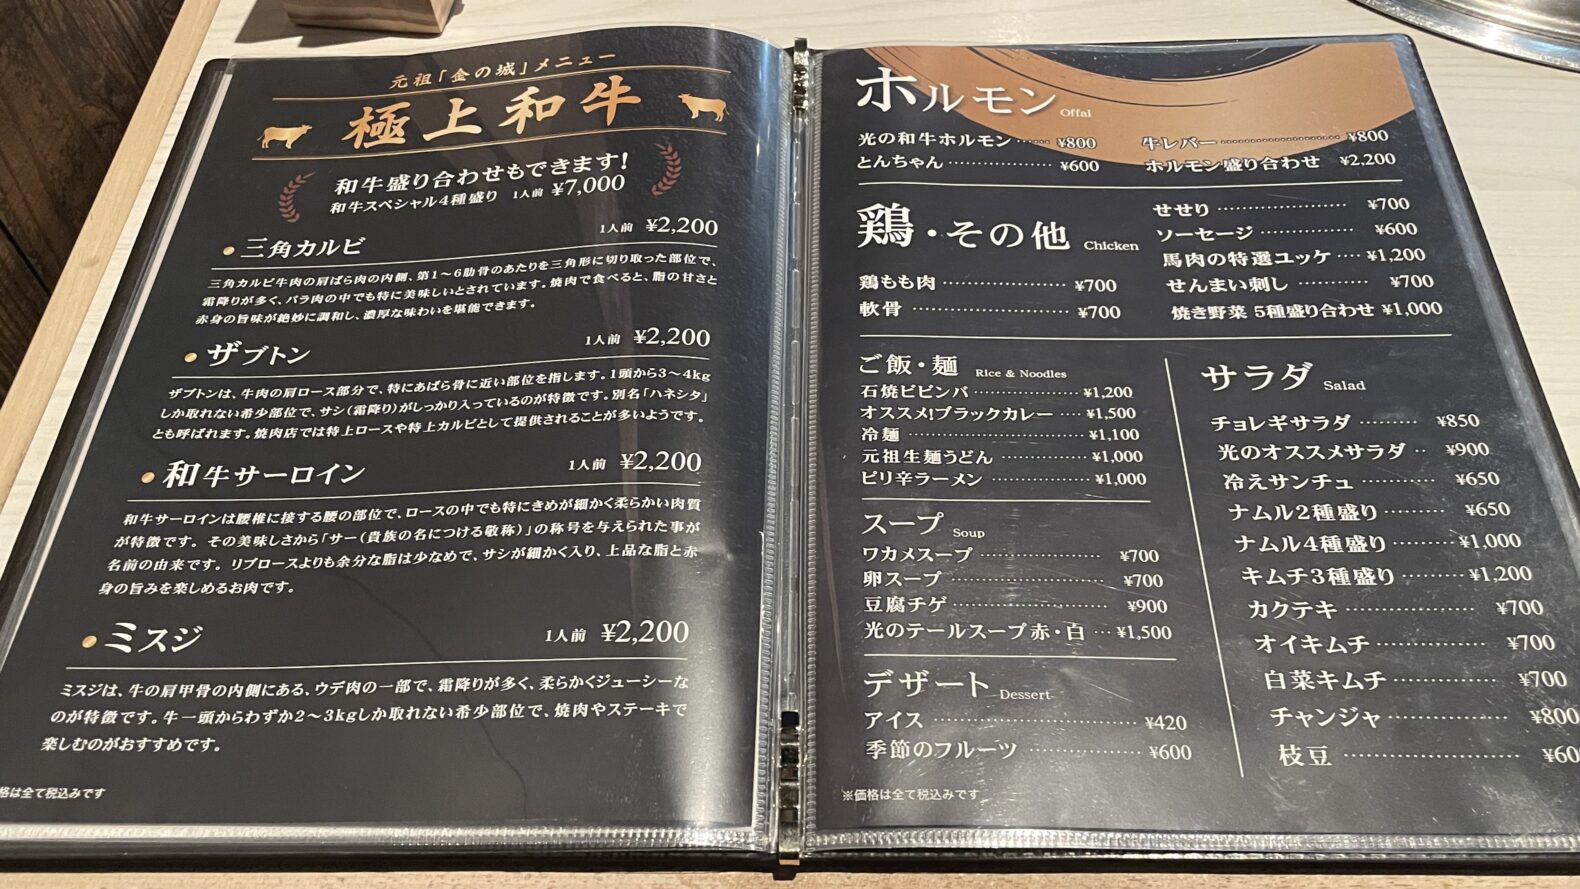 元祖「金の城」メニュー
極上和牛
和牛盛り合わせもできます!
和牛スペシャル4種盛り 1人前 ¥7,000
三角カルビ 1人前 ¥2,200
三角カルビ牛肉の肩ばら肉の内側、第1〜6肋骨のあたりを三角形に切り取った部位で、
霜降りが多く、バラ肉の中でも特に美味しいとされています。焼肉で食べると、脂の甘さと
赤身の旨味が絶妙に調和し、濃厚な味わいを堪能できます。
ザブトン 1人前 ¥2,200
ザブトンは、牛肉の肩ロース部分で、特にあばら骨に近い部位を指します。1頭から3〜4kg
しか取れない希少部位で、サシ(霜降り)がしっかり入っているのが特徴です。別名「ハネシタ」
とも呼ばれます。焼肉店では特上ロースや特上カルビとして提供されることが多いようです。
和牛サーロイン 1人前 ¥2,200
和牛サーロインは腰椎に接する腰の部位で、ロースの中でも特にきめが細かく柔らかい肉質
が特徴です。その美味しさから「サー(貴族の名につける敬称)」の称号を与えられた事が
名前の由来です。リブロースよりも余分な脂は少なめで、サシが細かく入り、上品な脂と赤
身の旨みを楽しめるお肉です。
ミスジ 1人前 ¥2,200
ミスジは、牛の肩甲骨の内側にある、ウデ肉の一部で、霜降りが多く、柔らかくジューシーな
のが特徴です。牛一頭からわずか2〜3kgしか取れない希少部位で、焼肉やステーキで
楽しむのがおすすめです。
格は全て税込みです
ホルモン Offal
光の和牛ホルモン ¥800
とんちゃん ¥600
牛レバー ¥800
ホルモン盛り合わせ ¥2,200
鶏・その他 Chicken
鶏もも肉 ¥700
軟骨 ¥700
せせり ¥700
ソーセージ ¥600
馬肉の特選ユッケ ¥1,200
せんまい刺し ¥700
焼き野菜 5種盛り合わせ ¥1,000
ご飯・麺 Rice & Noodles
石焼ビビンバ ¥1,200
オススメ!ブラックカレー ¥1,500
冷麺 ¥1,100
元祖生麺うどん ¥1,000
ピリ辛ラーメン ¥1,000
スープ Soup
ワカメスープ ¥700
卵スープ ¥700
豆腐チゲ ¥900
光のテールスープ赤・白 ¥1,500
デザート Dessert
アイス ¥420
季節のフルーツ ¥600
※価格は全て税込みです
サラダ Salad
チョレギサラダ ¥850
光のオススメサラダ ¥900
冷えサンチュ ¥650
ナムル2種盛り ¥650
ナムル4種盛り ¥1,000
キムチ3種盛り ¥1,200
カクテキ ¥700
オイキムチ ¥700
白菜キムチ ¥700
チャンジャ ¥800
枝豆 ¥60